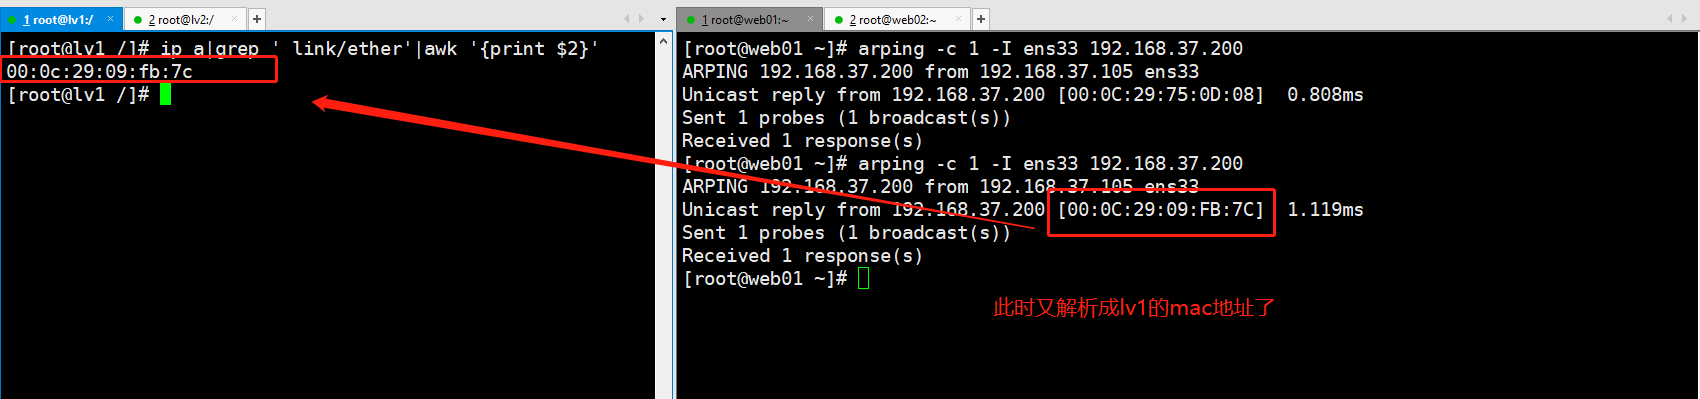 1 root@lv1:/ × 2 root@lv2:/ × +
[root@lv1 /]# ip a|grep ' link/ether'|awk '{print $2}'
00:0c:29:09:fb:7c
[root@lv1 /]#
1 root@web01:~ × 2 root@web02:~ × +
[root@web01 ~]# arping -c 1 -I ens33 192.168.37.200
ARPING 192.168.37.200 from 192.168.37.105 ens33
Unicast reply from 192.168.37.200 [00:0C:29:75:0D:08]  0.808ms
Sent 1 probes (1 broadcast(s))
Received 1 response(s)
[root@web01 ~]# arping -c 1 -I ens33 192.168.37.200
ARPING 192.168.37.200 from 192.168.37.105 ens33
Unicast reply from 192.168.37.200 [00:0C:29:09:FB:7C]  1.119ms
Sent 1 probes (1 broadcast(s))
Received 1 response(s)
[root@web01 ~]#
此时又解析成lv1的mac地址了